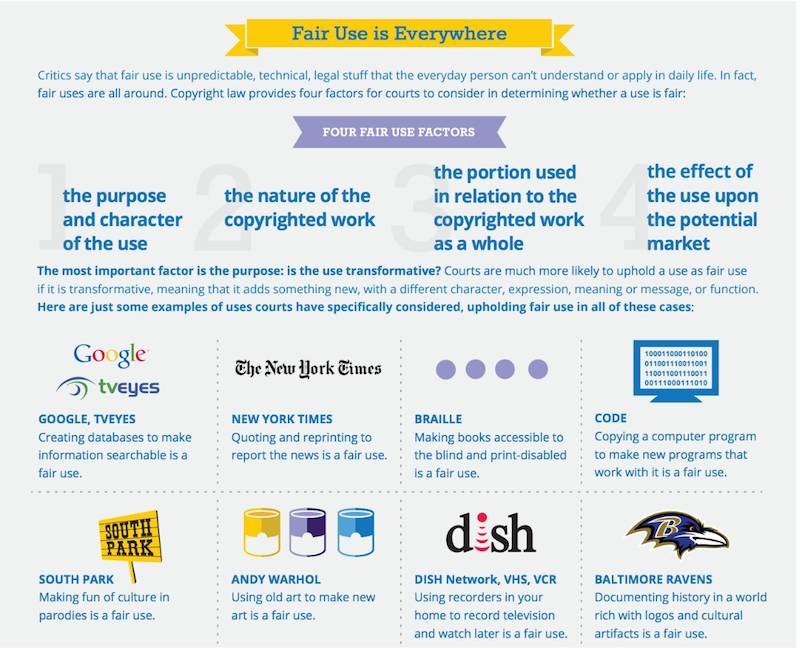 Fair Use is Everywhere
Critics say that fair use is unpredictable, technical, legal stuff that the everyday person can't understand or apply in daily life. In fact,
fair uses are all around. Copyright law provides four factors for courts to consider in determining whether a use is fair:
FOUR FAIR USE FACTORS
1
the purpose
and character
of the use
2
the nature of the
copyrighted work
3
the portion used
in relation to the
copyrighted work
as a whole
4
the effect of
the use upon
the potential
market
The most important factor is the purpose: is the use transformative? Courts are much more likely to uphold a use as fair use
if it is transformative, meaning that it adds something new, with a different character, expression, meaning or message, or function.
Here are just some examples of uses courts have specifically considered, upholding fair use in all of these cases:
Google
tveyes
GOOGLE, TVEYES
Creating databases to make
information searchable is a
fair use.
The New York Times
NEW YORK TIMES
Quoting and reprinting to
report the news is a fair use.
BRAILLE
Making books accessible to
the blind and print-disabled
is a fair use.
100011000110100
011001110011001
110011001110011
001110001110010
CODE
Copying a computer program
to make new programs that
work with it is a fair use.
SOUTH
PARK
SOUTH PARK
Making fun of culture in
parodies is a fair use.
ANDY WARHOL
Using old art to make new
art is a fair use.
dish
DISH Network, VHS, VCR
Using recorders in your
home to record television
and watch later is a fair use.
B
BALTIMORE RAVENS
Documenting history in a world
rich with logos and cultural
artifacts is a fair use.